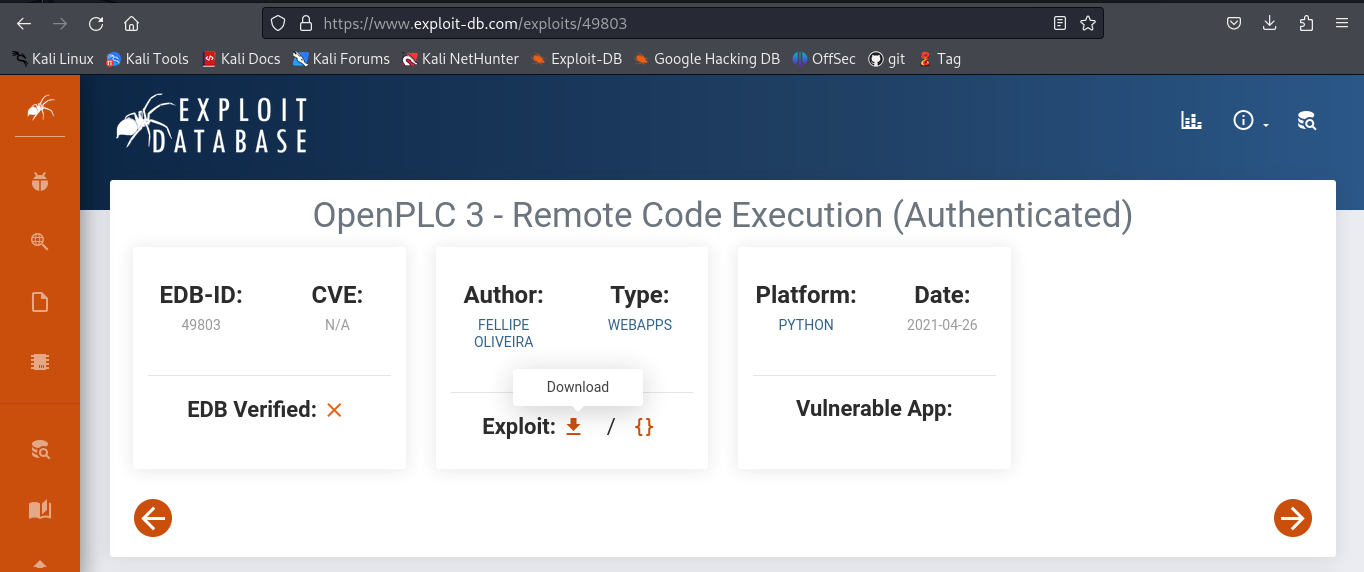 https://www.exploit-db.com/exploits/49803
Kali Linux Kali Tools Kali Docs Kali Forums Kali NetHunter Exploit-DB Google Hacking DB OffSec git Tag
EXPLOIT
DATABASE
OpenPLC 3 - Remote Code Execution (Authenticated)
EDB-ID:
49803
CVE:
N/A
EDB Verified:
Author:
FELLIPE
OLIVEIRA
Type:
WEBAPPS
Download
Exploit: / {}
Platform:
PYTHON
Date:
2021-04-26
Vulnerable App: